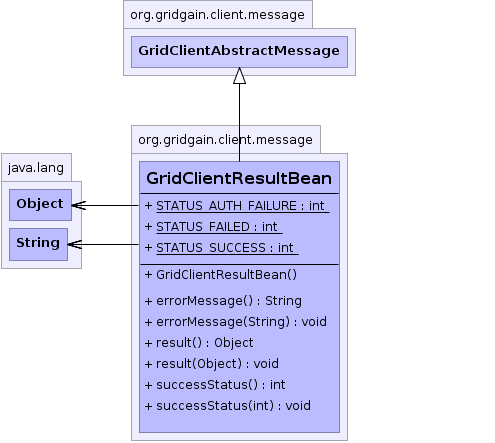 org.gridgain.client.message
GridClientAbstractMessage
org.gridgain.client.message
java.lang
Object
String
GridClientResultBean
+ STATUS_AUTH_FAILURE : int
+ STATUS_FAILED : int
+ STATUS_SUCCESS : int
+ GridClientResultBean()
+ errorMessage() : String
+ errorMessage(String) : void
+ result() : Object
+ result(Object) : void
+ successStatus() : int
+ successStatus(int) : void